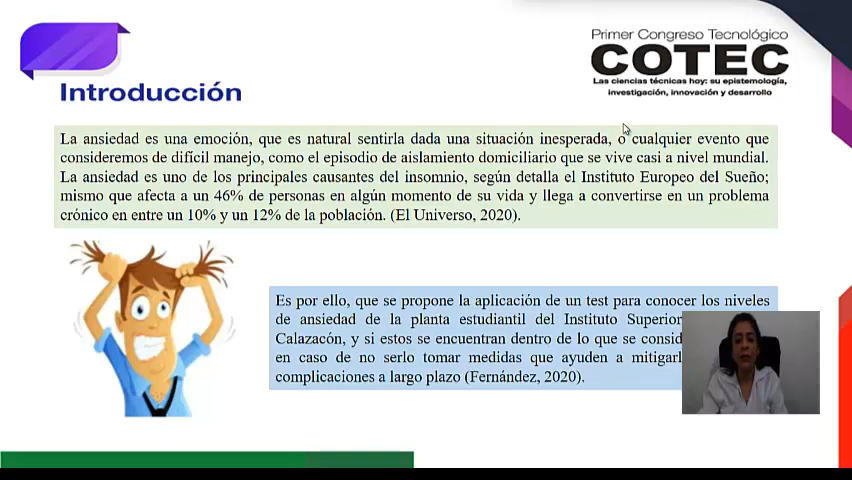 Primer Congreso Tecnológico
COTEC
Las ciencias técnicas hoy: su epistemología,
investigación, innovación y desarrollo
Introducción
La ansiedad es una emoción, que es natural sentirla dada una situación inesperada, o cualquier evento que
consideremos de difícil manejo, como el episodio de aislamiento domiciliario que se vive casi a nivel mundial.
La ansiedad es uno de los principales causantes del insomnio, según detalla el Instituto Europeo del Sueño;
mismo que afecta a un 46% de personas en algún momento de su vida y llega a convertirse en un problema
crónico en entre un 10% y un 12% de la población. (El Universo, 2020).
Es por ello, que se propone la aplicación de un test para conocer los niveles
de ansiedad de la planta estudiantil del Instituto Superior
Calazacón, y si estos se encuentran dentro de lo que se
en caso de no serlo tomar medidas que ayuden a
complicaciones a largo plazo (Fernández, 2020).